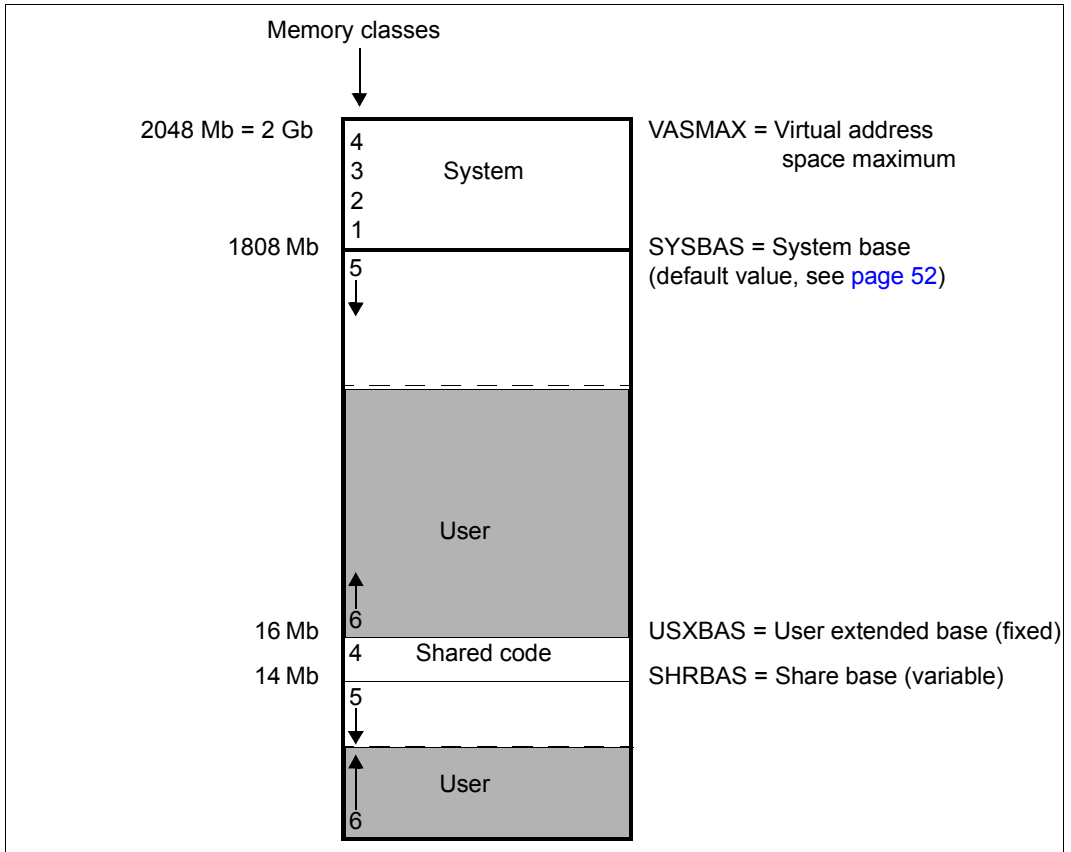 Memory classes
2048 Mb = 2 Gb
VASMAX = Virtual address
space maximum
4
3
System
2
1
1808 Mb
SYSBAS = System base
5
(default value, see page 52)
User
6
16 Mb
USXBAS = User extended base (fixed)
4
Shared code
14 Mb
SHRBAS = Share base (variable)
5
User
6